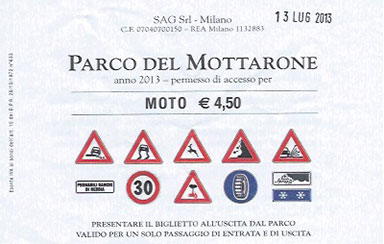 SAG Srl - Milano
13 LUG 2013
C.F. 07040700150 - REA Milano 1132883
PARCO DEL MOTTARONE
anno 2013 – permesso di accesso per
MOTO € 4,50
30
PRESENTARE IL BIGLIETTO ALL'USCITA DAL PARCO
VALIDO PER UN SOLO PASSAGGIO DI ENTRATA E DI USCITA